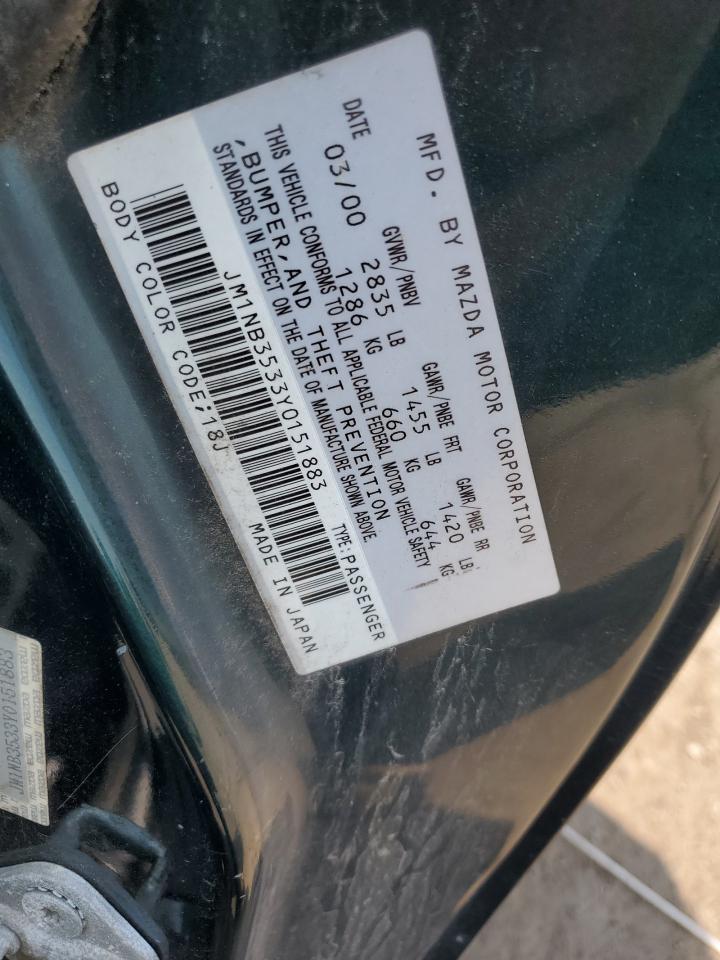 MFD. BY MAZDA MOTOR CORPORATION
DATE GVWR/PNBV GAWR/PNBE FRT GAWR/PNBE RR
03/00 2835 LB 1455 LB 1420 LB
1286 KG 660 KG 644 KG
THIS VEHICLE CONFORMS TO ALL APPLICABLE FEDERAL MOTOR VEHICLE SAFETY
, BUMPER, AND THEFT PREVENTION
STANDARDS IN EFFECT ON THE DATE OF MANUFACTURE SHOWN ABOVE.
JM1NB3533Y0151883 TYPE:PASSENGER
BODY COLOR CODE;18J MADE IN JAPAN
JM1NB3533Y0151883